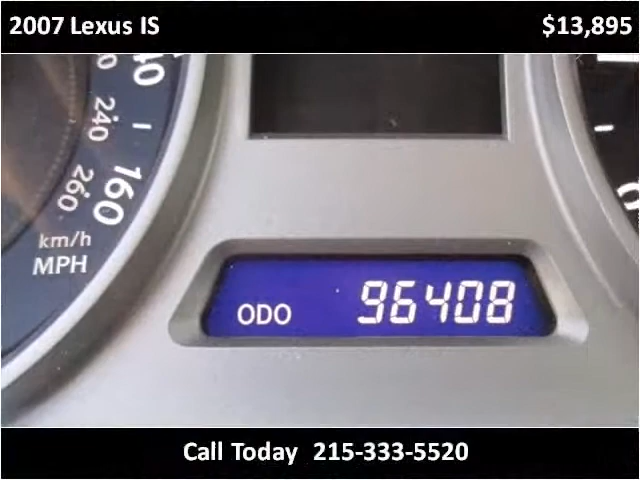 2007 Lexus IS $13,895
240
260
160
km/h
MPH
ODO 96408
Call Today 215-333-5520